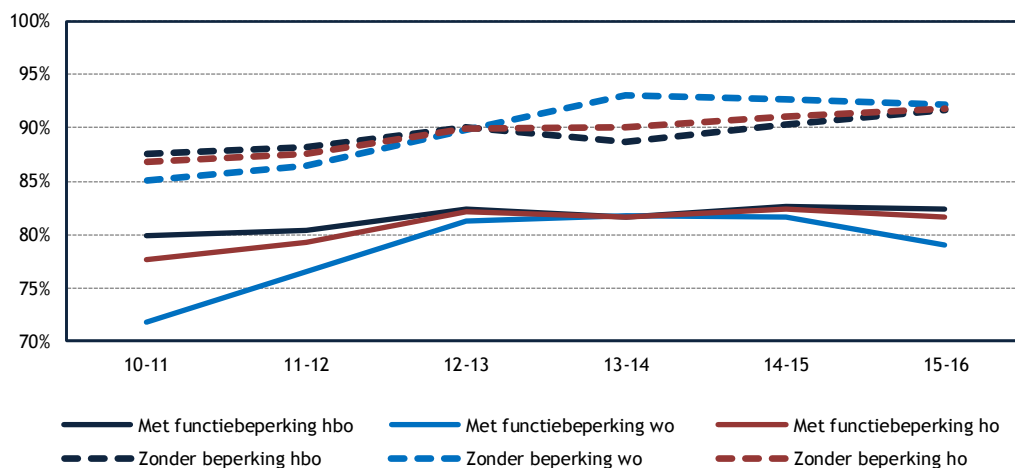 100%
95%
90%
85%
80%
75%
70%
10-11 11-12 12-13 13-14 14-15 15-16
Met functiebeperking hbo Met functiebeperking wo Met functiebeperking ho
Zonder beperking hbo Zonder beperking wo Zonder beperking ho